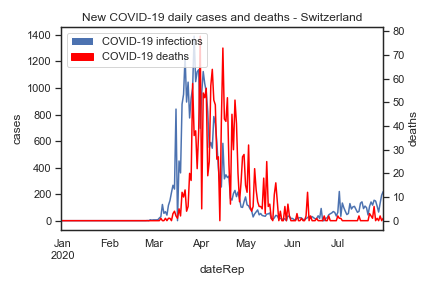 New COVID-19 daily cases and deaths - Switzerland
COVID-19 infections
COVID-19 deaths
1400
1200
1000
800
600
400
200
0
cases
80
70
60
50
40
30
20
10
0
deaths
Jan Feb Mar Apr May Jun Jul
2020
dateRep